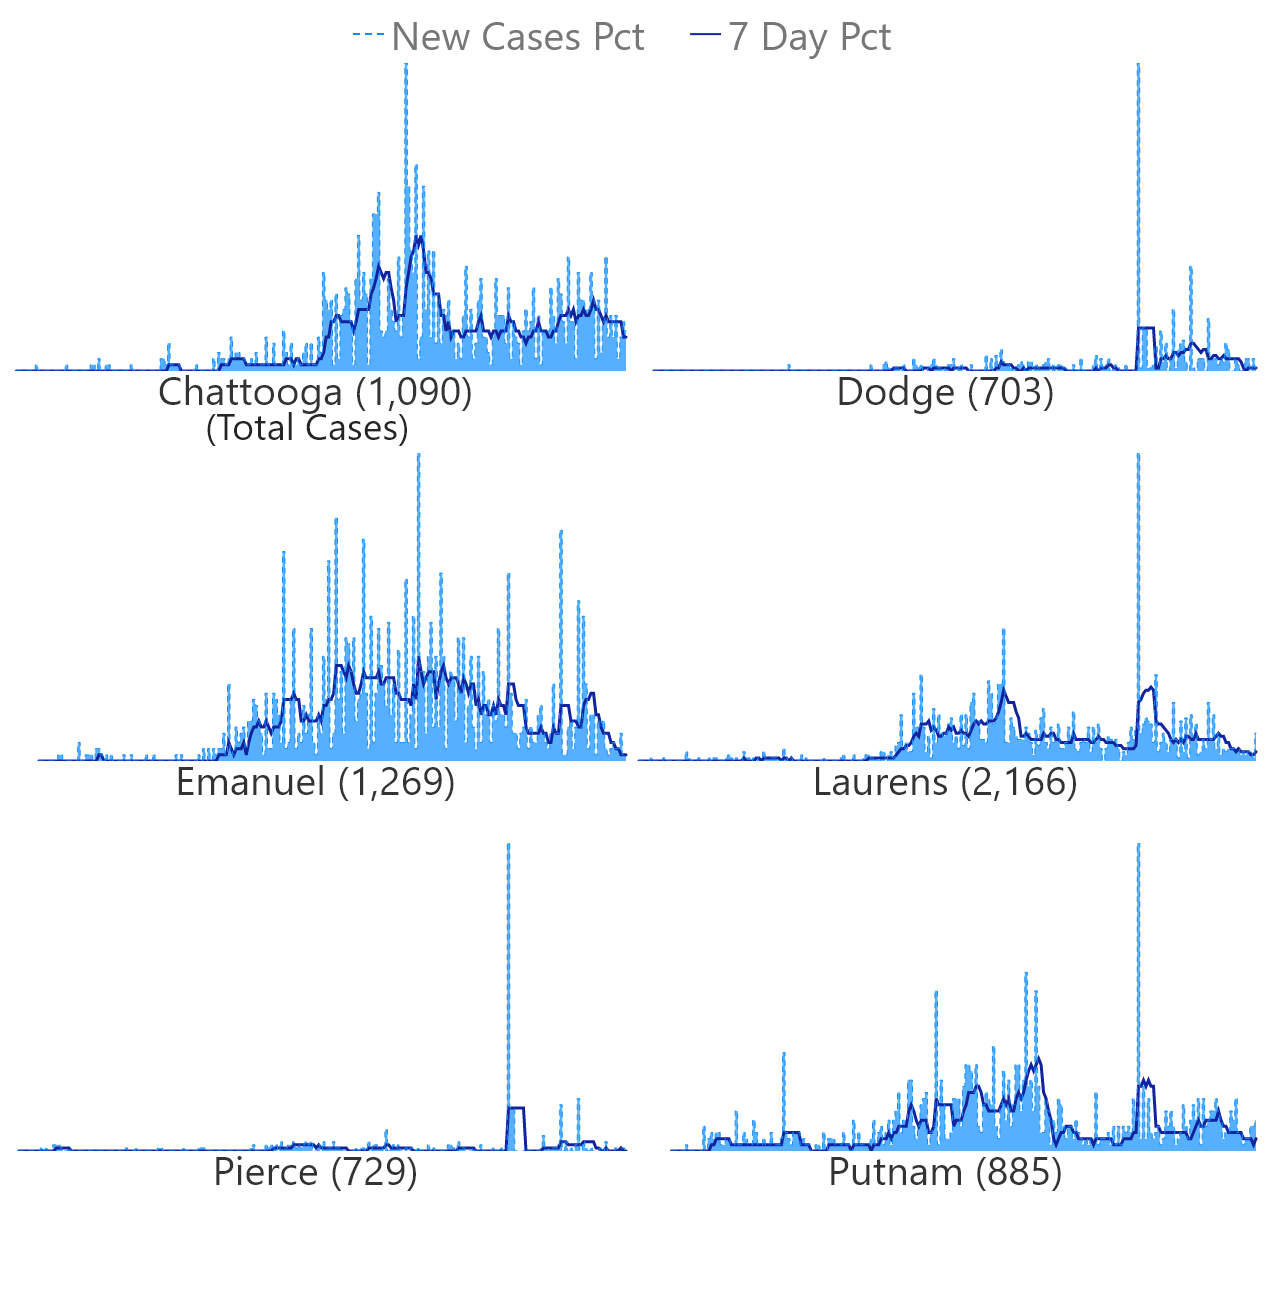 New Cases Pct 7 Day Pct
Chattooga (1,090) Dodge (703)
(Total Cases)
Emanuel (1,269) Laurens (2,166)
Pierce (729) Putnam (885)